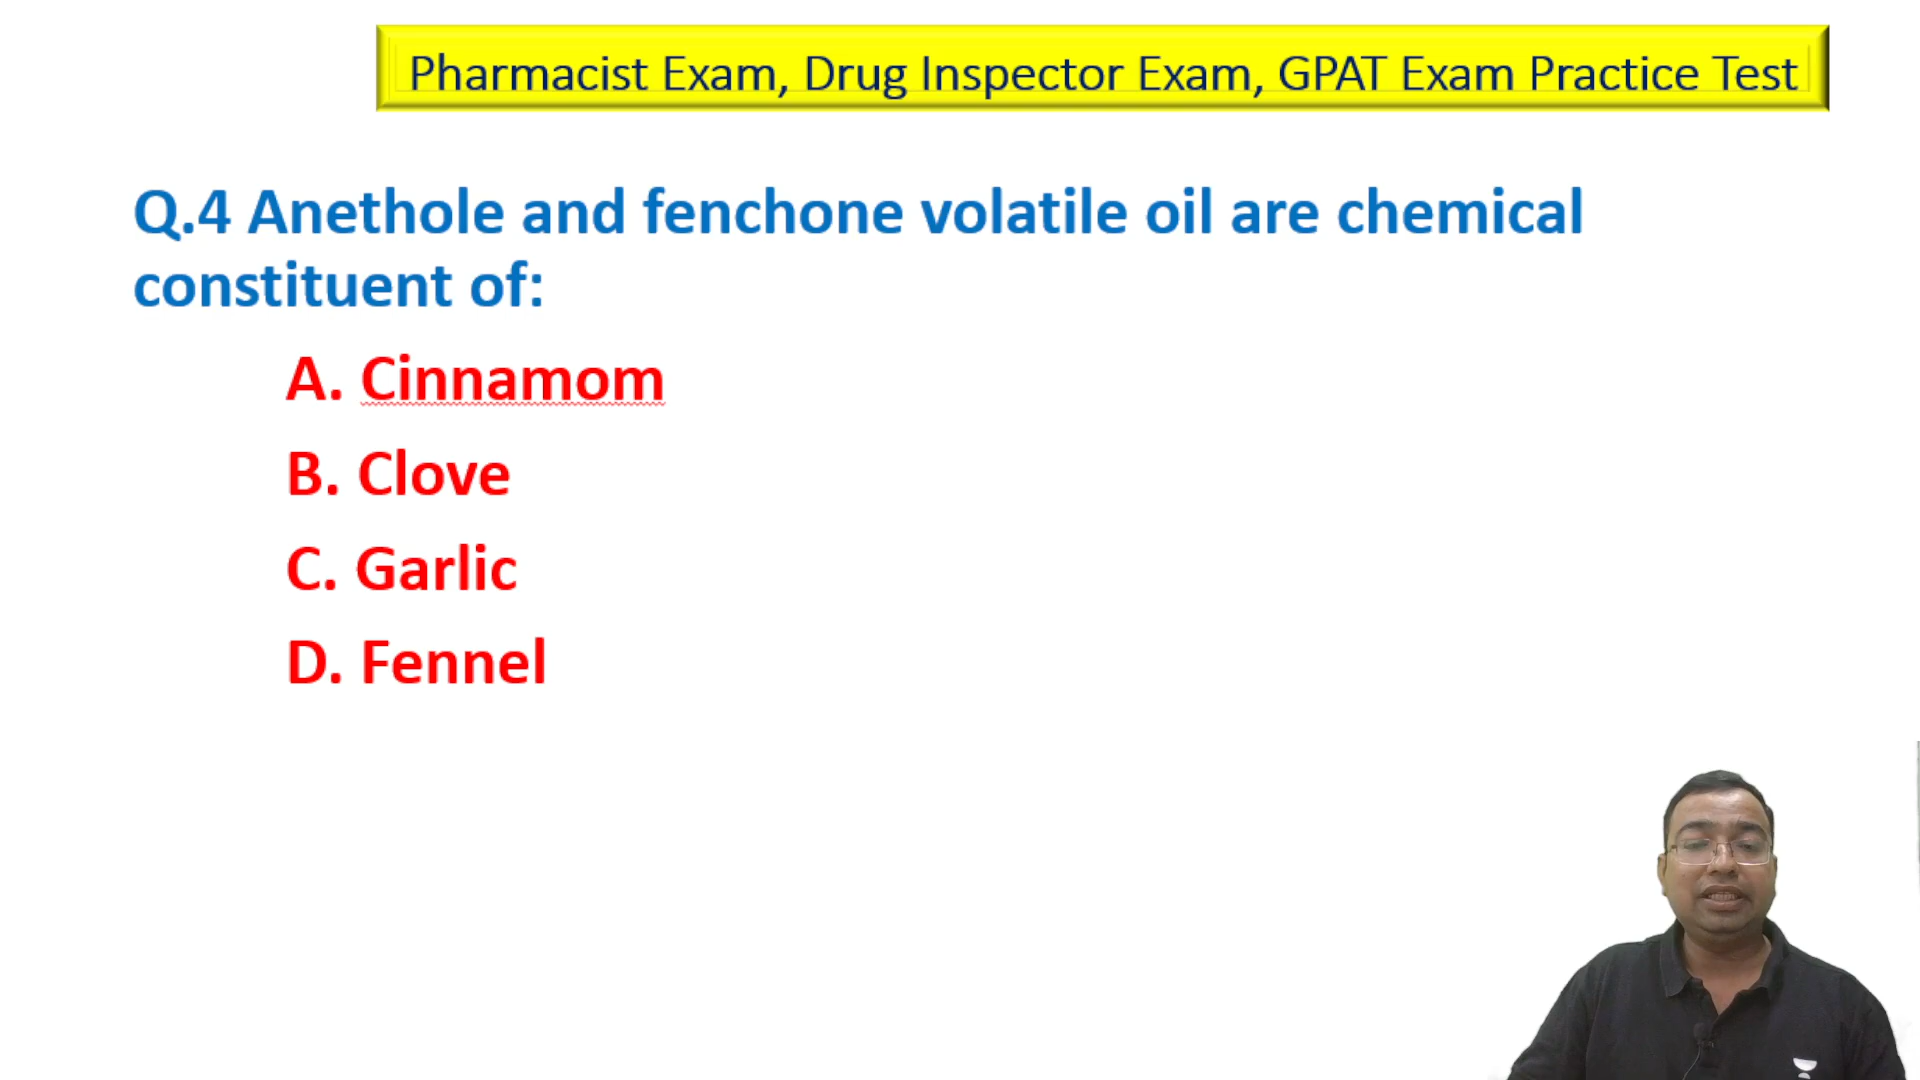 Pharmacist Exam, Drug Inspector Exam, GPAT Exam Practice Test
Q.4 Anethole and fenchone volatile oil are chemical
constituent of:
A. Cinnamom
B. Clove
C. Garlic
D. Fennel